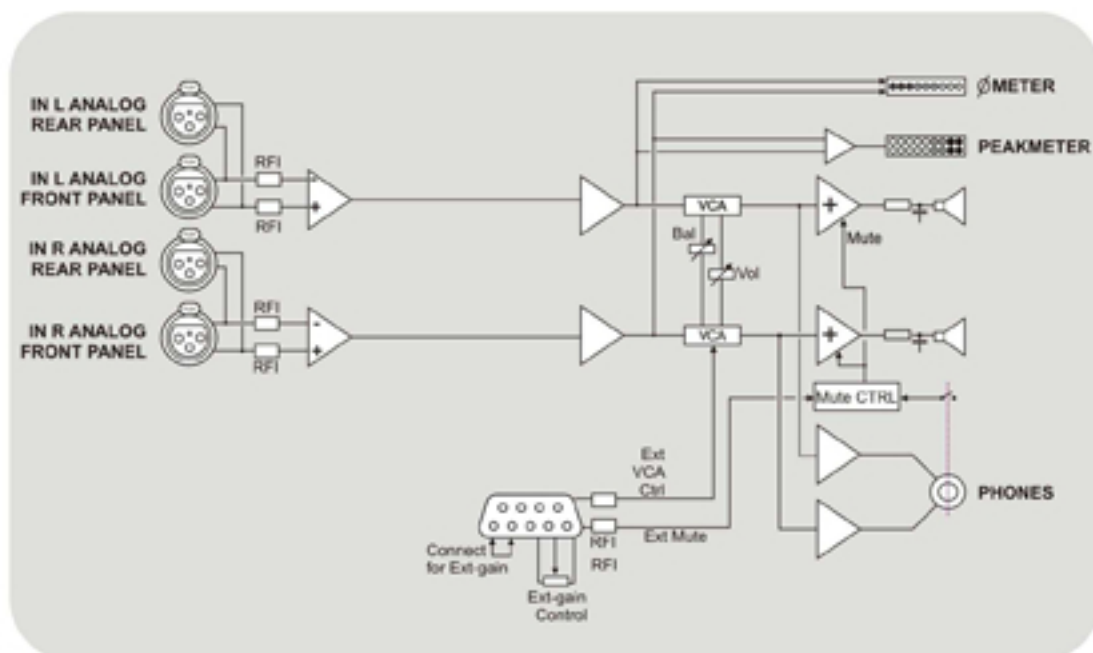 IN L ANALOG
REAR PANEL
IN L ANALOG
FRONT PANEL
IN R ANALOG
REAR PANEL
IN R ANALOG
FRONT PANEL
RFI
RFI
RFI
RFI
-
+
-
+
ØMETER
PEAKMETER
VCA
Bal
Vol
VCA
+
Mute
+
Mute CTRL
PHONES
Ext
VCA
Ctrl
Ext Mute
RFI
RFI
Connect
for Ext-gain
Ext-gain
Control